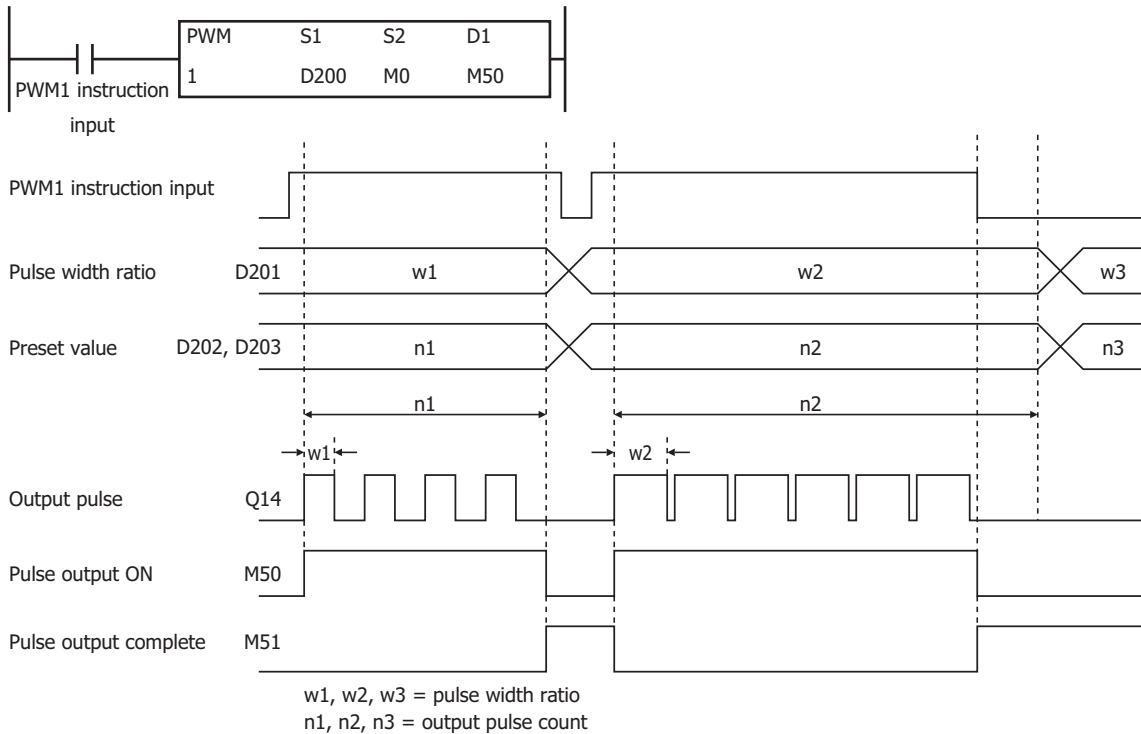 PWM S1 S2 D1
1 D200 M0 M50
PWM1 instruction
input
PWM1 instruction input
Pulse width ratio D201 w1 w2 w3
Preset value D202, D203 n1 n2 n3
n1 n2
w1 w2
Output pulse Q14
Pulse output ON M50
Pulse output complete M51
w1, w2, w3 = pulse width ratio
n1, n2, n3 = output pulse count